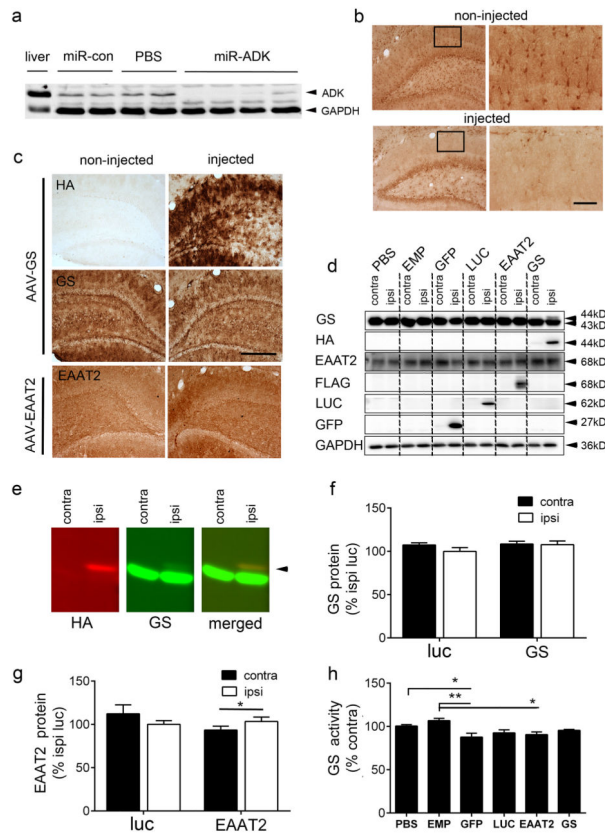 a
liver miR-con PBS miR-ADK
ADK
GAPDH
b
non-injected
injected
c
non-injected injected
AAV-GS
HA
GS
AAV-EAAT2
EAAT2
d
PBS EMP GFP LUC EAAT2 GS
contra ipsi contra ipsi contra ipsi contra ipsi contra ipsi contra ipsi
GS 44kD
43kD
HA 44kD
EAAT2 68kD
FLAG 68kD
LUC 62kD
GFP 27kD
GAPDH 36kD
e
contra ipsi contra ipsi contra ipsi
HA GS merged
f
contra
ipsi
GS protein
(% ispi luc)
150
100
50
0
luc GS
g
contra
ipsi
EAAT2 protein
(% ispi luc)
150
100
50
0
*
luc EAAT2
h
GS activity
(% contra)
150
100
50
0
*
**
*
PBS EMP GFP LUC EAAT2 GS